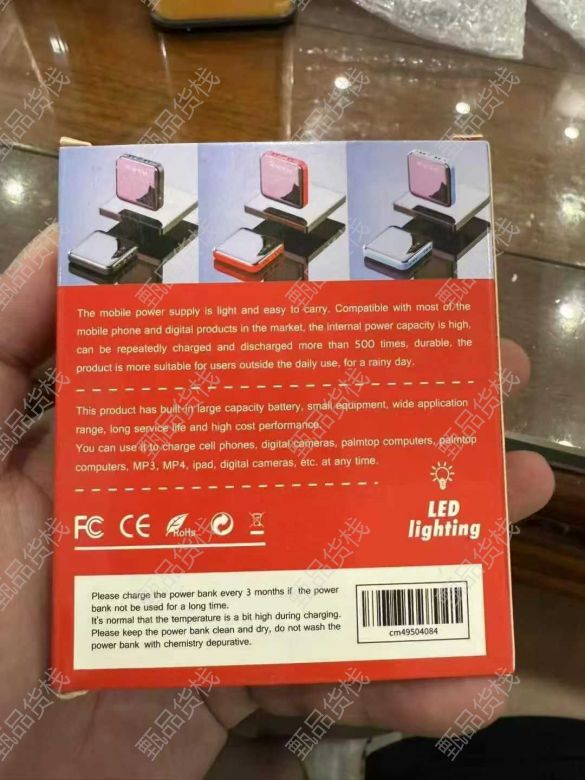 The mobile power supply is light and easy to carry. Compatible with most of the
mobile phone and digital products in the market, the internal power capacity is high,
can be repeatedly charged and discharged more than 500 times, durable, the
product is more suitable for users outside the daily use, for a rainy day.
This product has built-in large capacity battery, small equipment, wide application
range, long service life and high cost performance.
You can use it to charge cell phones, digital cameras, palmtop computers, palmtop
computers, MP3, MP4, ipad, digital cameras, etc. at any time.
FC CE RoHs
LED
lighting
Please charge the power bank every 3 months if the power
bank not be used for a long time.
It's normal that the temperature is a bit high during charging.
Please keep the power bank clean and dry, do not wash the
power bank with chemistry depurative.
cm49504084
甄品货栈